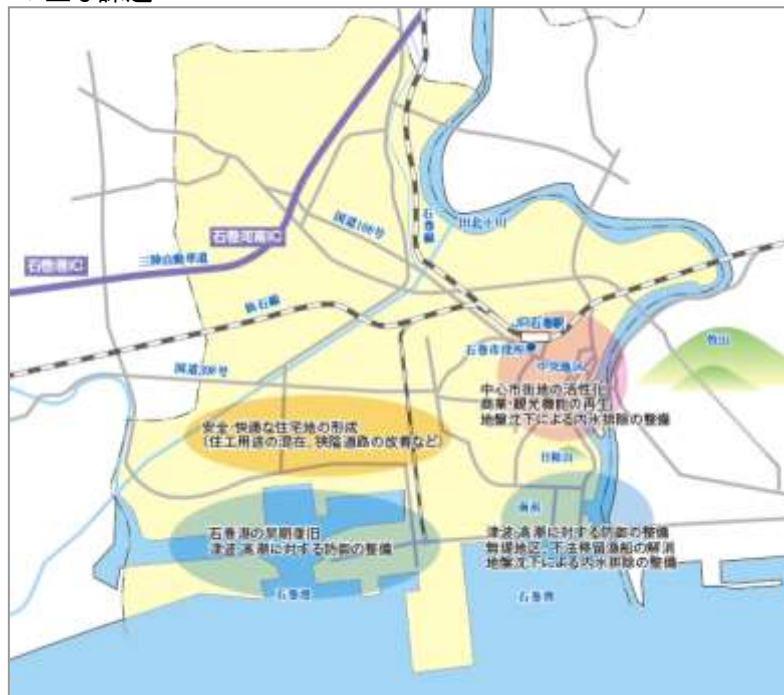 国道108号
石巻線
旧北上川
石巻河南IC
石巻港IC
三陸自動車道
仙石線
JR石巻駅
石巻市役所
中央地区
牧山
国道398号
中心市街地の活性化
商業・観光機能の再生
地盤沈下による内水排除の整備
安全・快適な住宅地の形成
(住工用途の混在、狭隘道路の改善など)
日和山
南浜
石巻港の早期復旧
津波・高潮に対する防御の整備
津波・高潮に対する防御の整備
無堤地区、不法係留漁船の解消
地盤沈下による内水排除の整備
石巻港
石巻湾